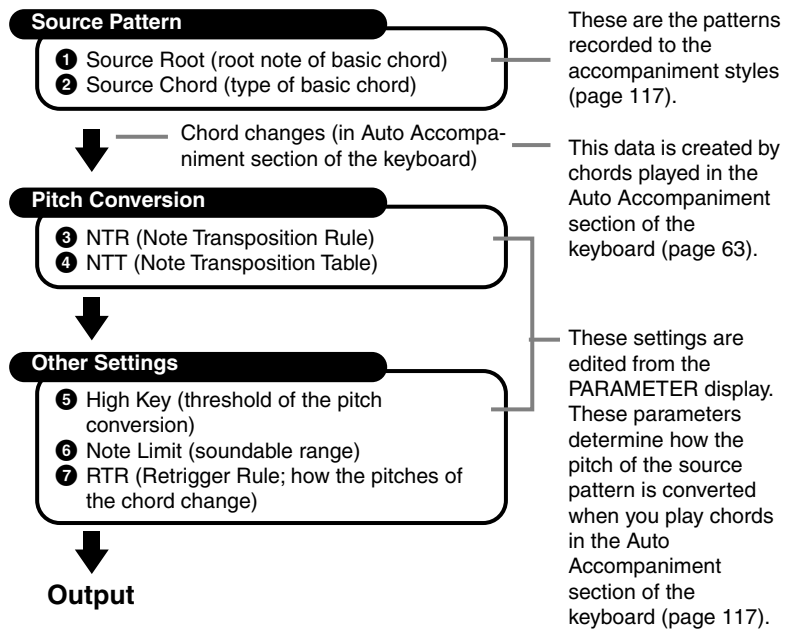 Source Pattern
❶ Source Root (root note of basic chord)
❷ Source Chord (type of basic chord)
These are the patterns
recorded to the
accompaniment styles
(page 117).
Chord changes (in Auto Accompa-
niment section of the keyboard)
This data is created by
chords played in the
Auto Accompaniment
section of the
keyboard (page 63).
Pitch Conversion
❸ NTR (Note Transposition Rule)
❹ NTT (Note Transposition Table)
Other Settings
❺ High Key (threshold of the pitch
conversion)
❻ Note Limit (soundable range)
❼ RTR (Retrigger Rule; how the pitches of
the chord change)
These settings are
edited from the
PARAMETER display.
These parameters
determine how the
pitch of the source
pattern is converted
when you play chords
in the Auto
Accompaniment
section of the
keyboard (page 117).
Output